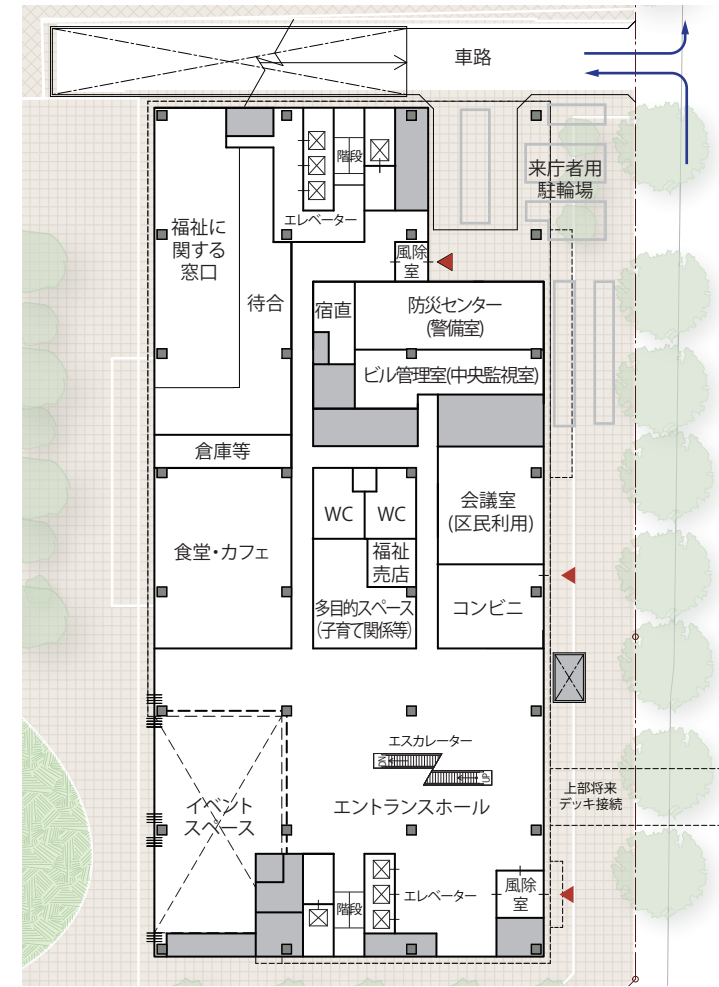 車路
来庁者用
駐輪場
階段
エレベーター
福祉に
関する
窓口
風除
室
待合
宿直
防災センター
(警備室)
ビル管理室(中央監視室)
倉庫等
WC
WC
会議室
(区民利用)
食堂・カフェ
福祉
売店
多目的スペース
(子育て関係等)
コンビニ
エスカレーター
DN
UP
上部将来
デッキ接続
イベント
スペース
エントランスホール
階段
エレベーター
風除
室